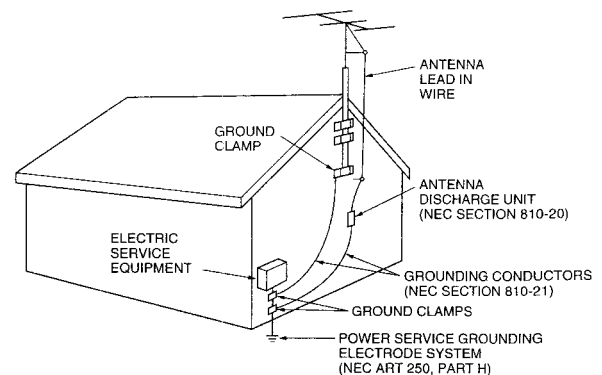 ANTENNA
LEAD IN
WIRE
GROUND
CLAMP
ANTENNA
DISCHARGE UNIT
(NEC SECTION 810-20)
ELECTRIC
SERVICE
EQUIPMENT
GROUNDING CONDUCTORS
(NEC SECTION 810-21)
GROUND CLAMPS
POWER SERVICE GROUNDING
ELECTRODE SYSTEM
(NEC ART 250, PART H)